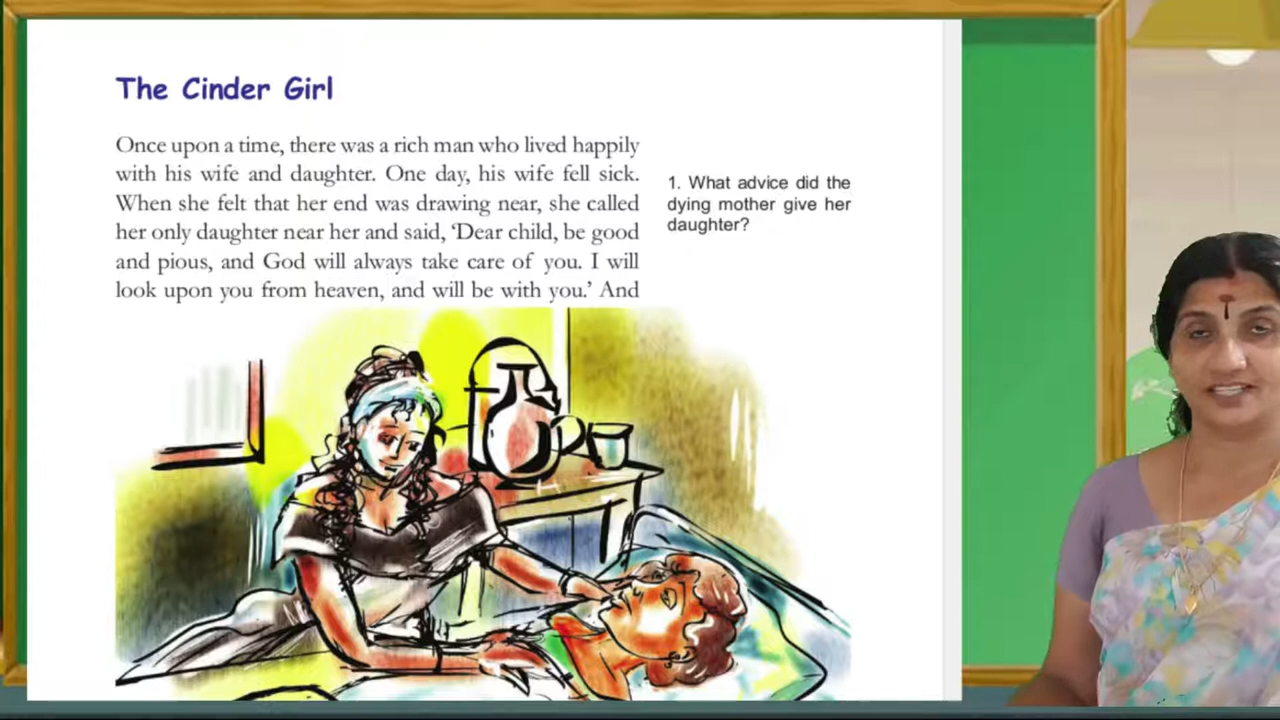 The Cinder Girl
Once upon a time, there was a rich man who lived happily
with his wife and daughter. One day, his wife fell sick.
When she felt that her end was drawing near, she called
her only daughter near her and said, ‘Dear child, be good
and pious, and God will always take care of you. I will
look upon you from heaven, and will be with you.’ And
1. What advice did the
dying mother give her
daughter?